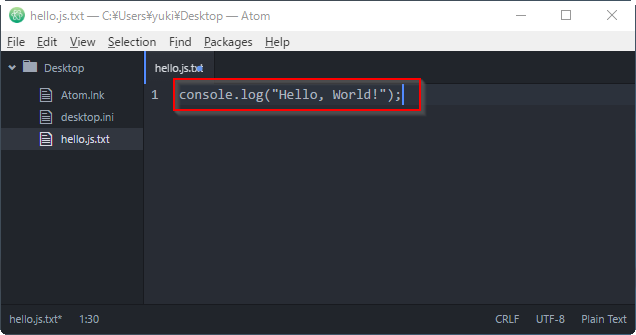 hello.js.txt — C:¥Users¥yuki¥Desktop — Atom
File Edit View Selection Find Packages Help
Desktop
hello.js.txt
Atom.lnk
desktop.ini
hello.js.txt
1 console.log("Hello, World!");
hello.js.txt* 1:30 CRLF UTF-8 Plain Text